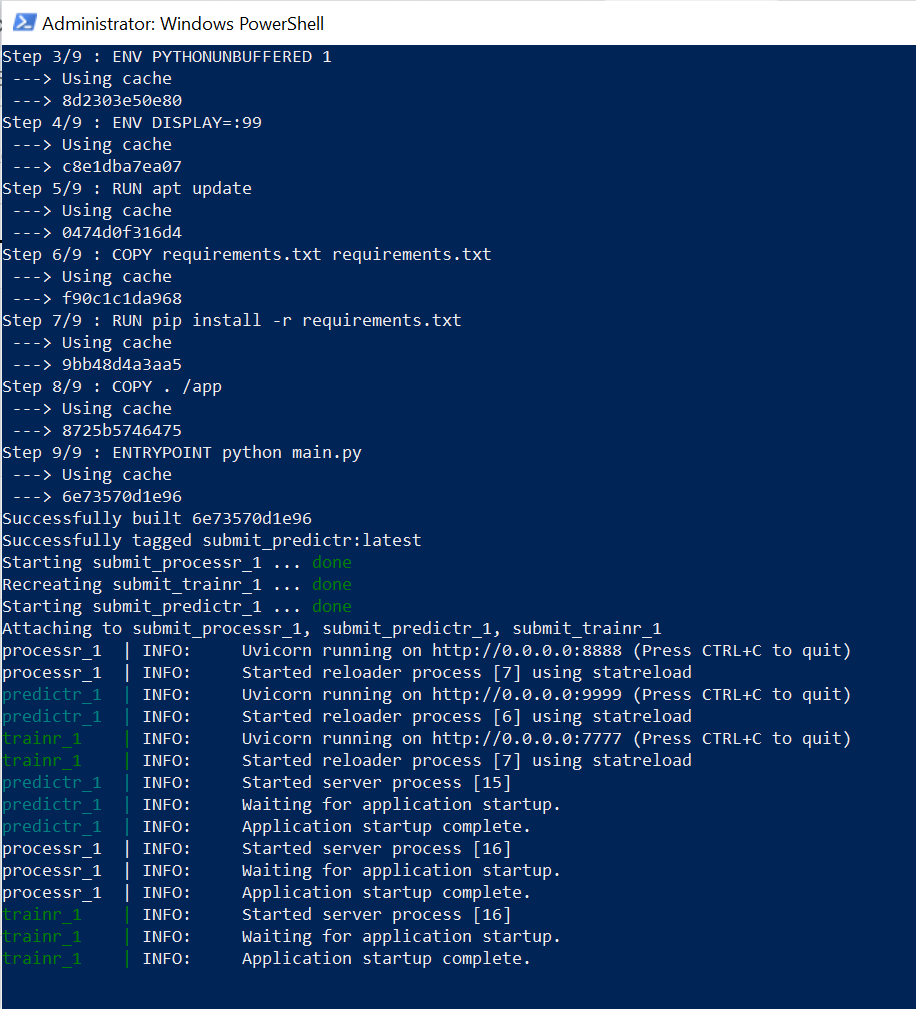 Administrator: Windows PowerShell
Step 3/9 : ENV PYTHONUNBUFFERED 1
 ---> Using cache
 ---> 8d2303e50e80
Step 4/9 : ENV DISPLAY=:99
 ---> Using cache
 ---> c8e1dba7ea07
Step 5/9 : RUN apt update
 ---> Using cache
 ---> 0474d0f316d4
Step 6/9 : COPY requirements.txt requirements.txt
 ---> Using cache
 ---> f90c1c1da968
Step 7/9 : RUN pip install -r requirements.txt
 ---> Using cache
 ---> 9bb48d4a3aa5
Step 8/9 : COPY . /app
 ---> Using cache
 ---> 8725b5746475
Step 9/9 : ENTRYPOINT python main.py
 ---> Using cache
 ---> 6e73570d1e96
Successfully built 6e73570d1e96
Successfully tagged submit_predictr:latest
Starting submit_processr_1 ... done
Recreating submit_trainr_1 ... done
Starting submit_predictr_1 ... done
Attaching to submit_processr_1, submit_predictr_1, submit_trainr_1
processr_1  | INFO:     Uvicorn running on http://0.0.0.0:8888 (Press CTRL+C to quit)
processr_1  | INFO:     Started reloader process [7] using statreload
predictr_1  | INFO:     Uvicorn running on http://0.0.0.0:9999 (Press CTRL+C to quit)
predictr_1  | INFO:     Started reloader process [6] using statreload
trainr_1    | INFO:     Uvicorn running on http://0.0.0.0:7777 (Press CTRL+C to quit)
trainr_1    | INFO:     Started reloader process [7] using statreload
predictr_1  | INFO:     Started server process [15]
predictr_1  | INFO:     Waiting for application startup.
predictr_1  | INFO:     Application startup complete.
processr_1  | INFO:     Started server process [16]
processr_1  | INFO:     Waiting for application startup.
processr_1  | INFO:     Application startup complete.
trainr_1    | INFO:     Started server process [16]
trainr_1    | INFO:     Waiting for application startup.
trainr_1    | INFO:     Application startup complete.